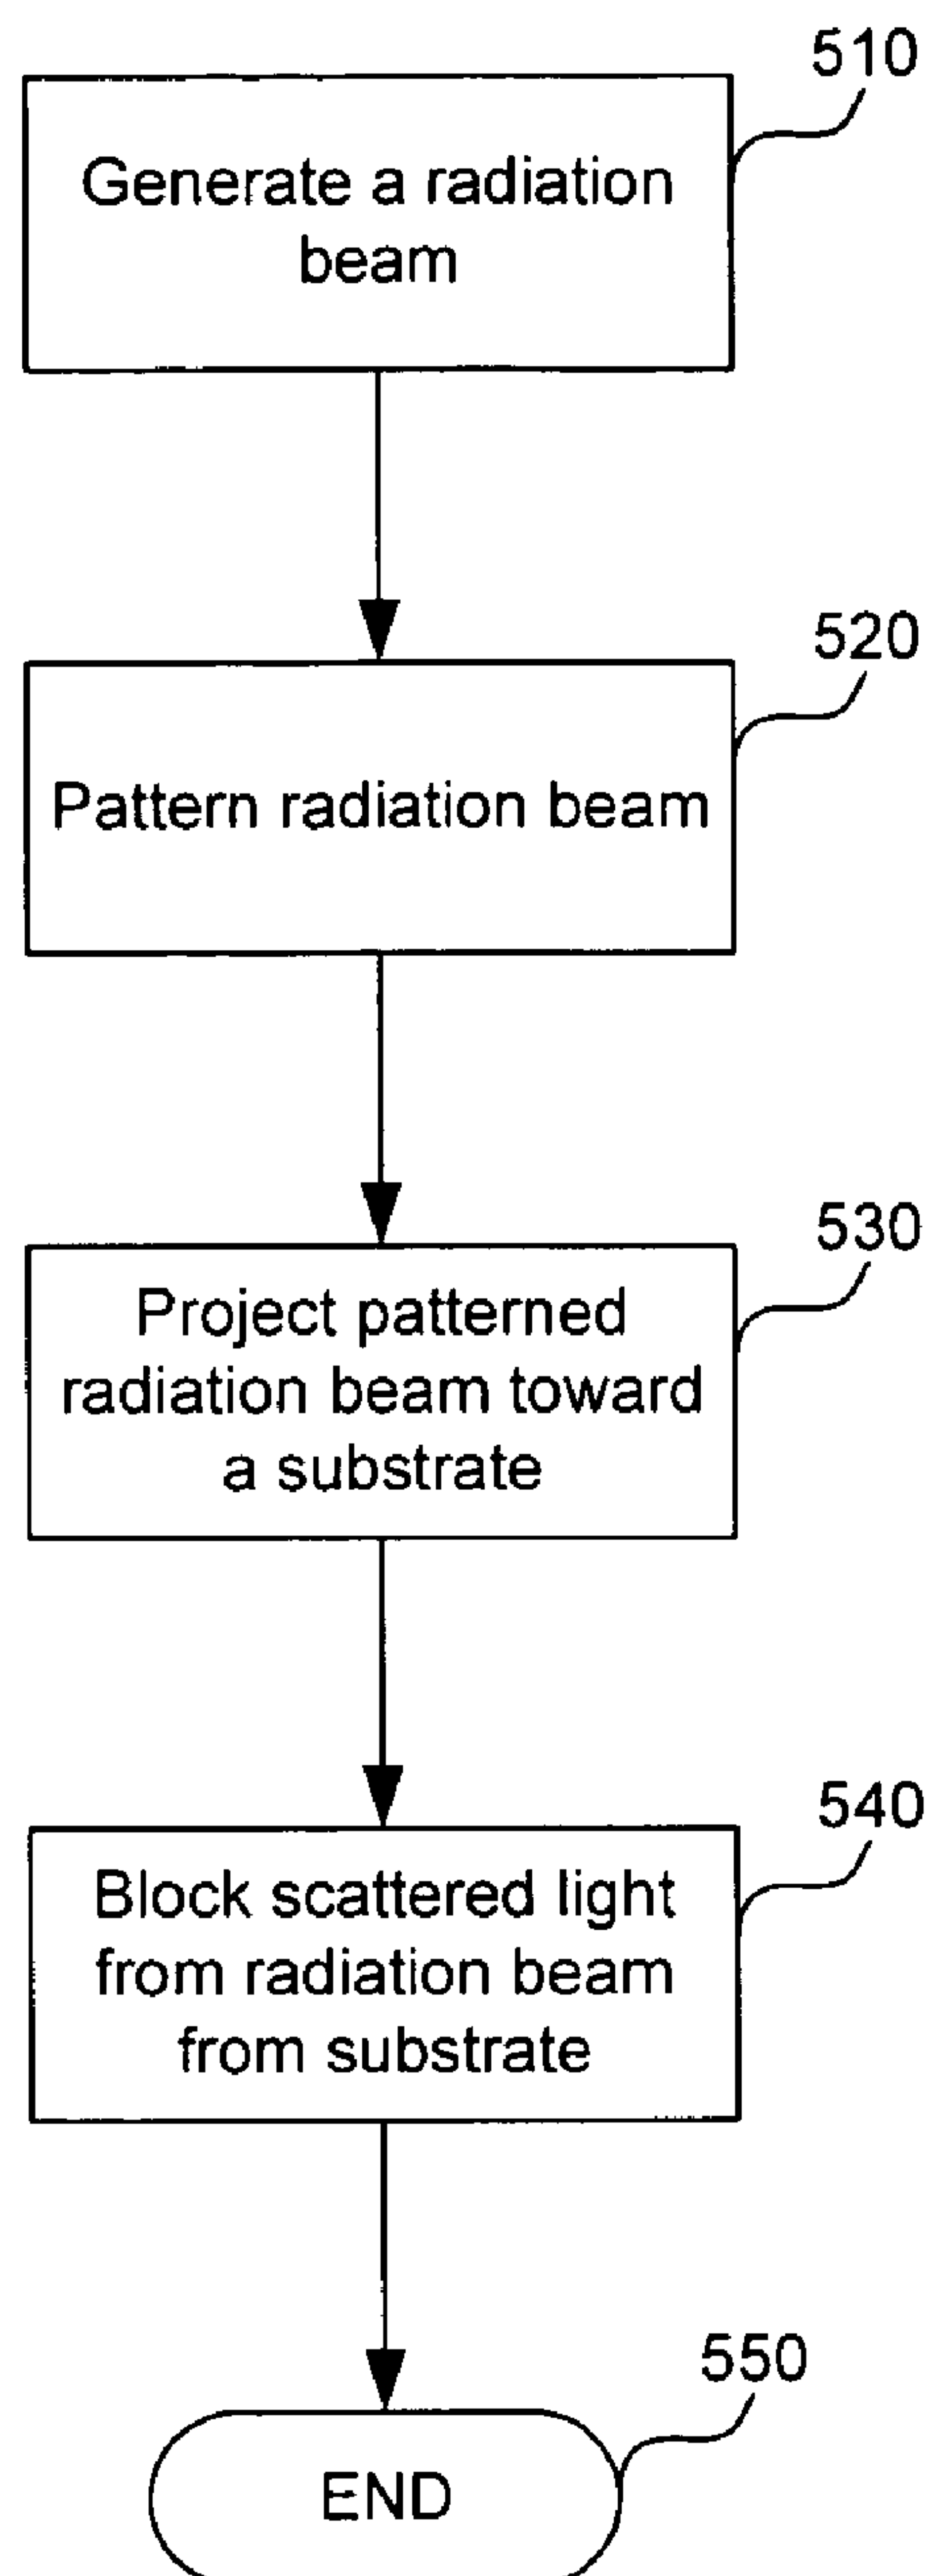 510
Generate a radiation
beam
520
Pattern radiation beam
530
Project patterned
radiation beam toward
a substrate
540
Block scattered light
from radiation beam
from substrate
550
END